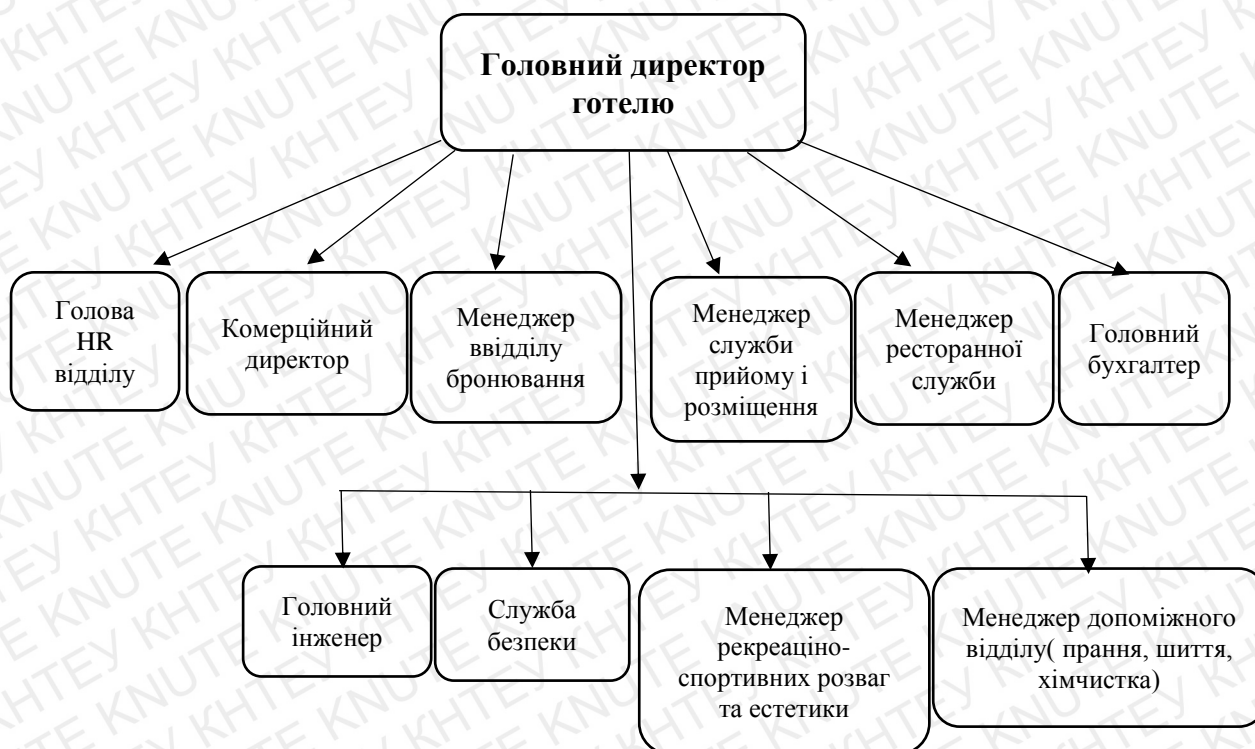 Головний директор
готелю
Голова
HR
відділу
Комерційний
директор
Менеджер
ввідділу
бронювання
Менеджер
служби
прийому і
розміщення
Менеджер
ресторанної
служби
Головний
бухгалтер
Головний
інженер
Служба
безпеки
Менеджер
рекреаціно-
спортивних розваг
та естетики
Менеджер допоміжного
відділу( прання, шиття,
хімчистка)